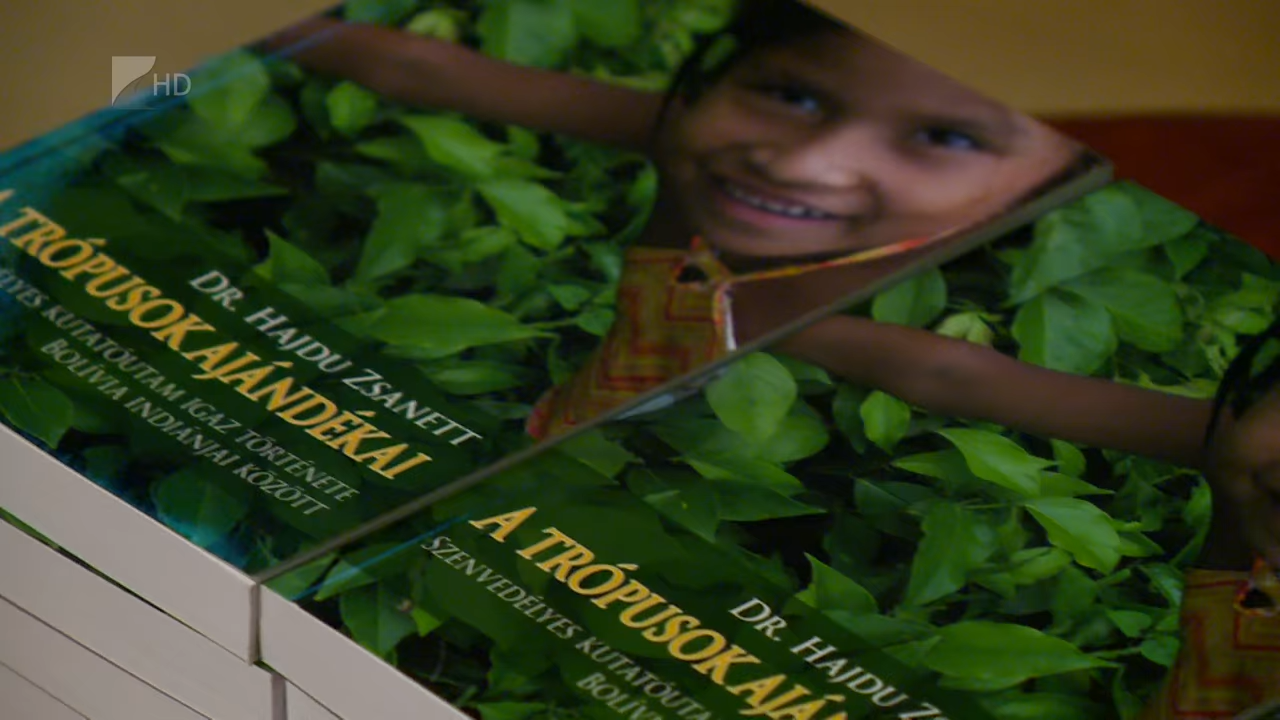 HD
DR. HAJDU ZSANETT
A TRÓPUSOK AJÁNDÉKAI
SZENVEDÉLYES KUTATÓUTAM IGAZ TÖRTÉNETE
BOLÍVIA INDIÁNJAI KÖZÖTT
DR. HAJDU
A TRÓPUSOK
SZENVEDÉLYES